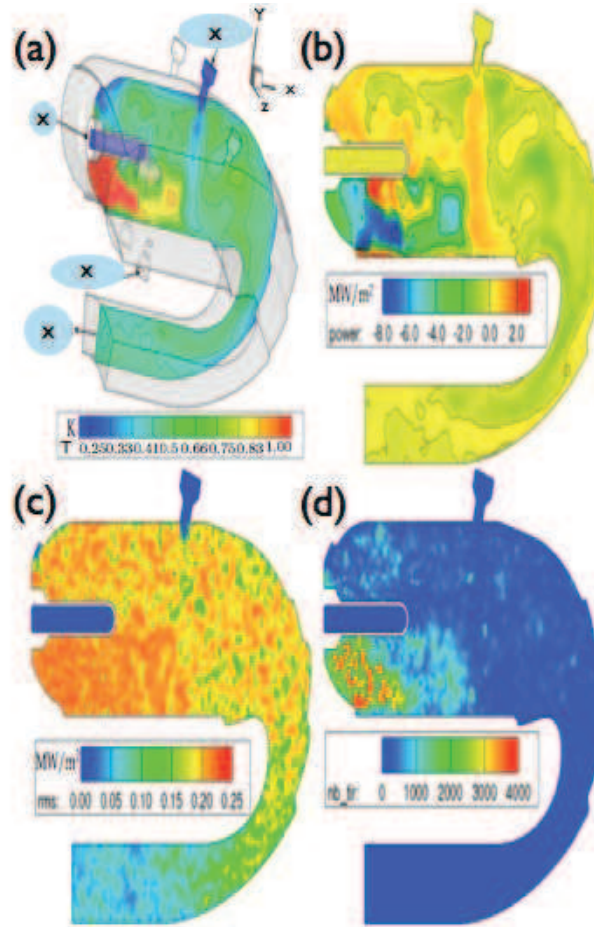 (a)
X
Y
X
Z
X
X
X
K
T 0.25 0.33 0.41 0.5 0.66 0.75 0.83 1.00
(b)
MW/m²
power: -8.0 -6.0 -4.0 -2.0 0.0 2.0
(c)
MW/m²
rms: 0.00 0.05 0.10 0.15 0.20 0.25
(d)
nb_tir: 0 1000 2000 3000 4000